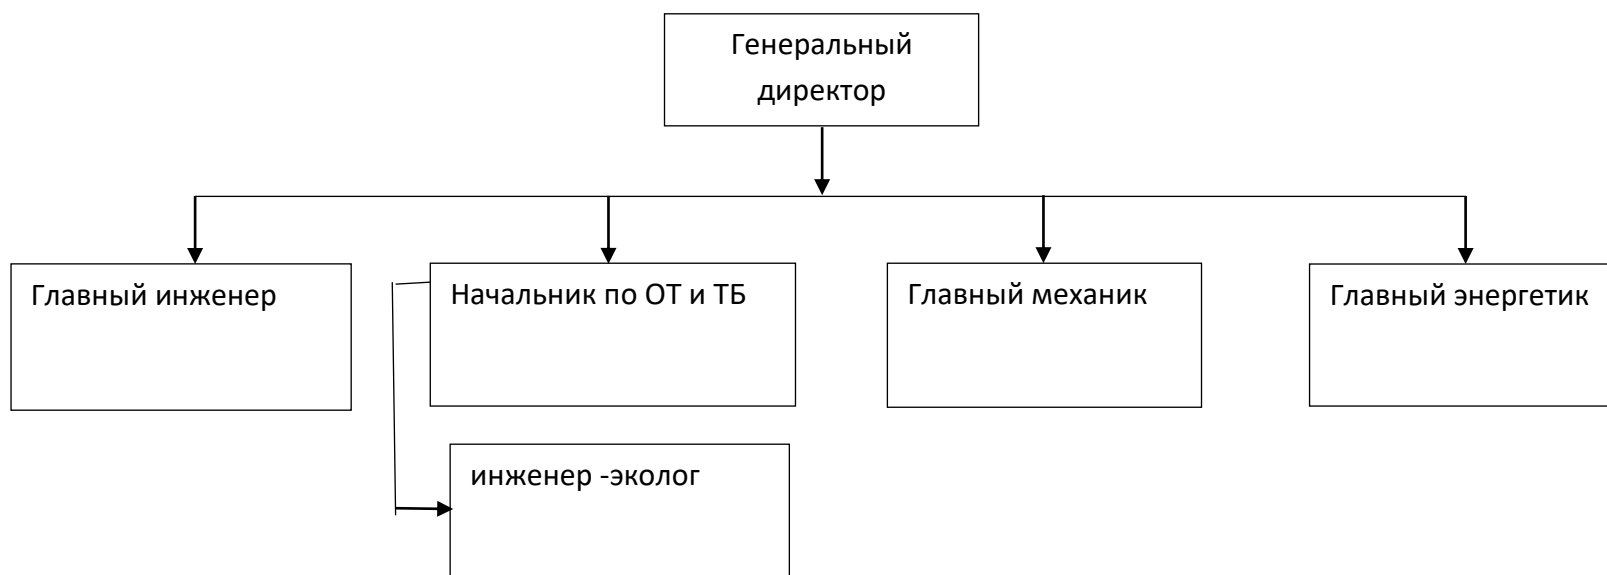 Генеральный
директор
Главный инженер
Начальник по ОТ и ТБ
Главный механик
Главный энергетик
инженер -эколог